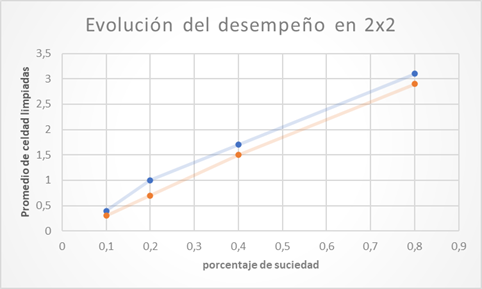 Evolución del desempeño en 2x2
3,5
3
2,5
2
1,5
1
0,5
0
Promedio de celdad limpiadas
0 0,1 0,2 0,3 0,4 0,5 0,6 0,7 0,8 0,9
porcentaje de suciedad